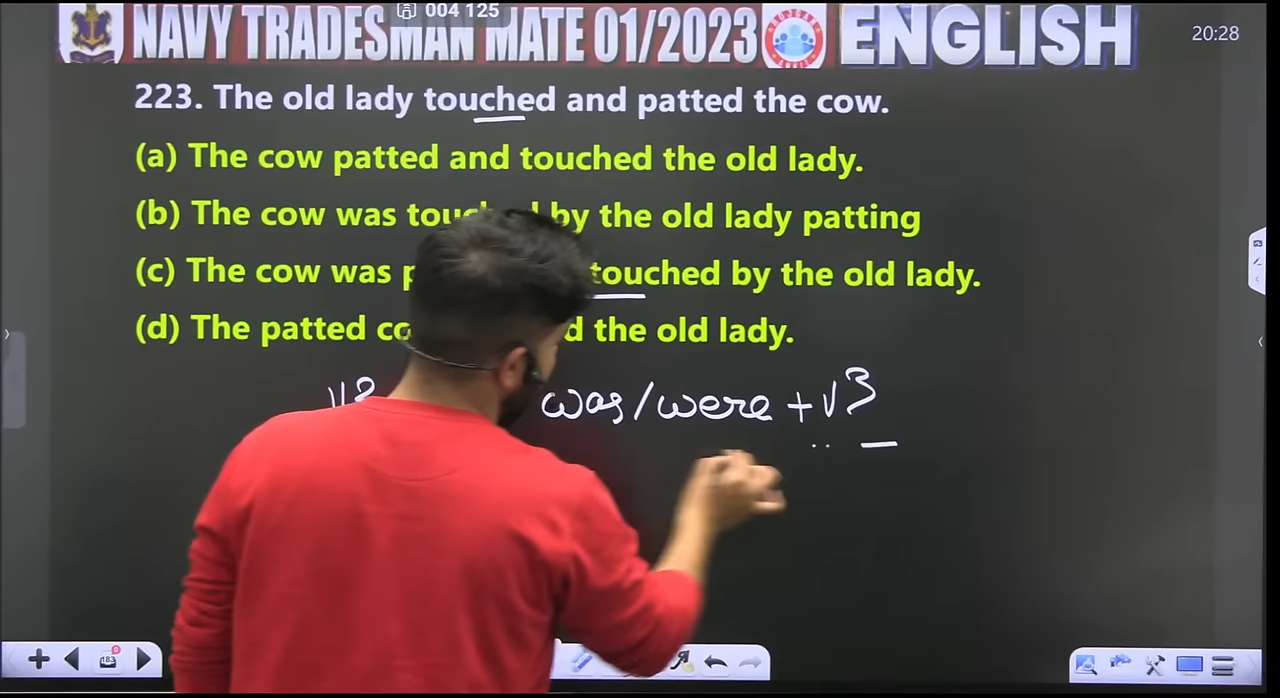 004 125
NAVY TRADESMAN MATE 01/2023 ENGLISH
20:28
223. The old lady touched and patted the cow.
(a) The cow patted and touched the old lady.
(b) The cow was by the old lady patting
(c) The cow was touched by the old lady.
(d) The patted the old lady.
was/were + v3
183